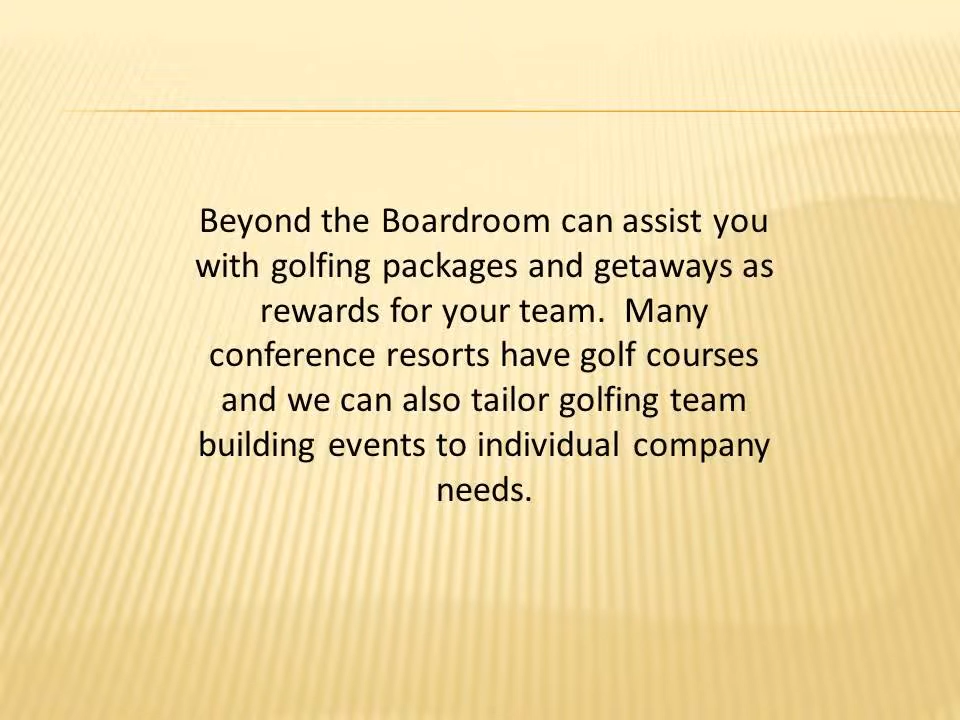 Beyond the Boardroom can assist you
with golfing packages and getaways as
rewards for your team.  Many
conference resorts have golf courses
and we can also tailor golfing team
building events to individual company
needs.